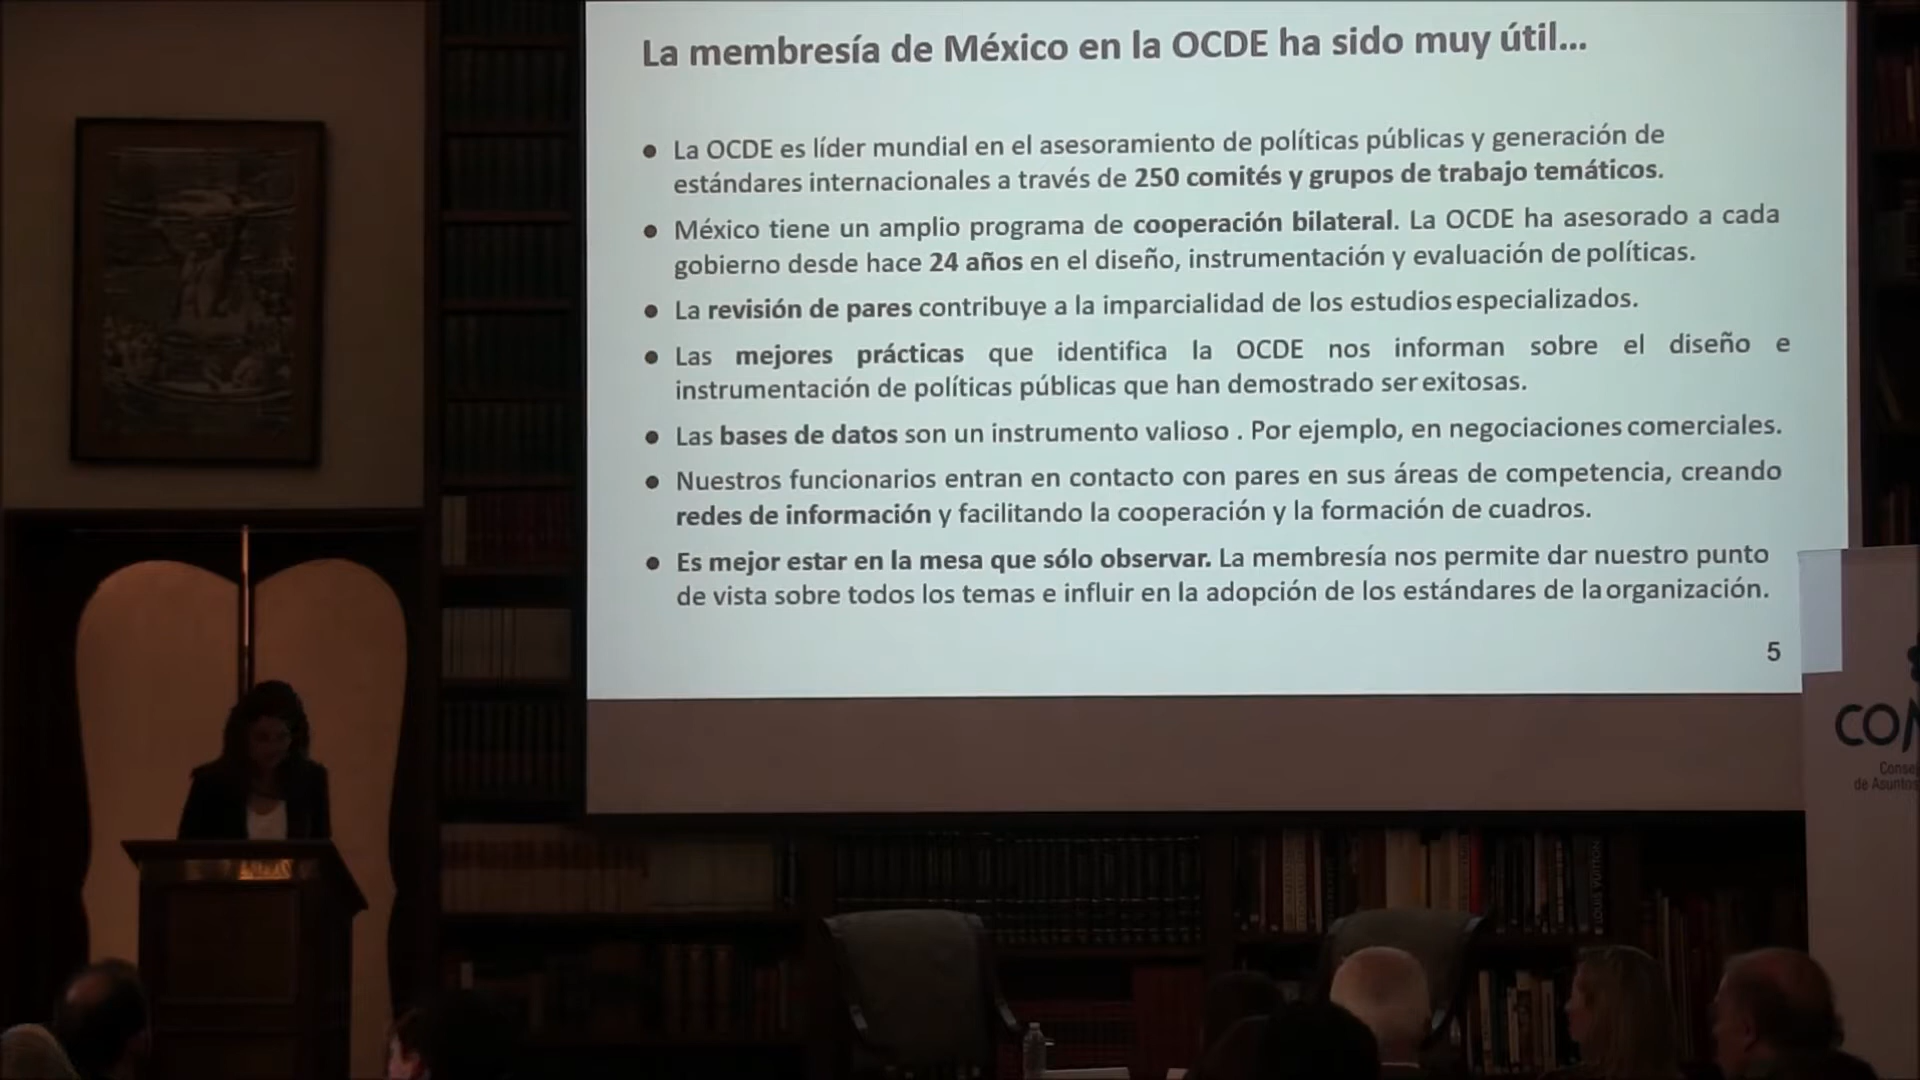 La membresía de México en la OCDE ha sido muy útil...
● La OCDE es líder mundial en el asesoramiento de políticas públicas y generación de
estándares internacionales a través de 250 comités y grupos de trabajo temáticos.
● México tiene un amplio programa de cooperación bilateral. La OCDE ha asesorado a cada
gobierno desde hace 24 años en el diseño, instrumentación y evaluación de políticas.
● La revisión de pares contribuye a la imparcialidad de los estudios especializados.
● Las mejores prácticas que identifica la OCDE nos informan sobre el diseño e
instrumentación de políticas públicas que han demostrado ser exitosas.
● Las bases de datos son un instrumento valioso . Por ejemplo, en negociaciones comerciales.
● Nuestros funcionarios entran en contacto con pares en sus áreas de competencia, creando
redes de información y facilitando la cooperación y la formación de cuadros.
● Es mejor estar en la mesa que sólo observar. La membresía nos permite dar nuestro punto
de vista sobre todos los temas e influir en la adopción de los estándares de la organización.
5
COM
Conse
de Asuntos
LOUIS VUITTON